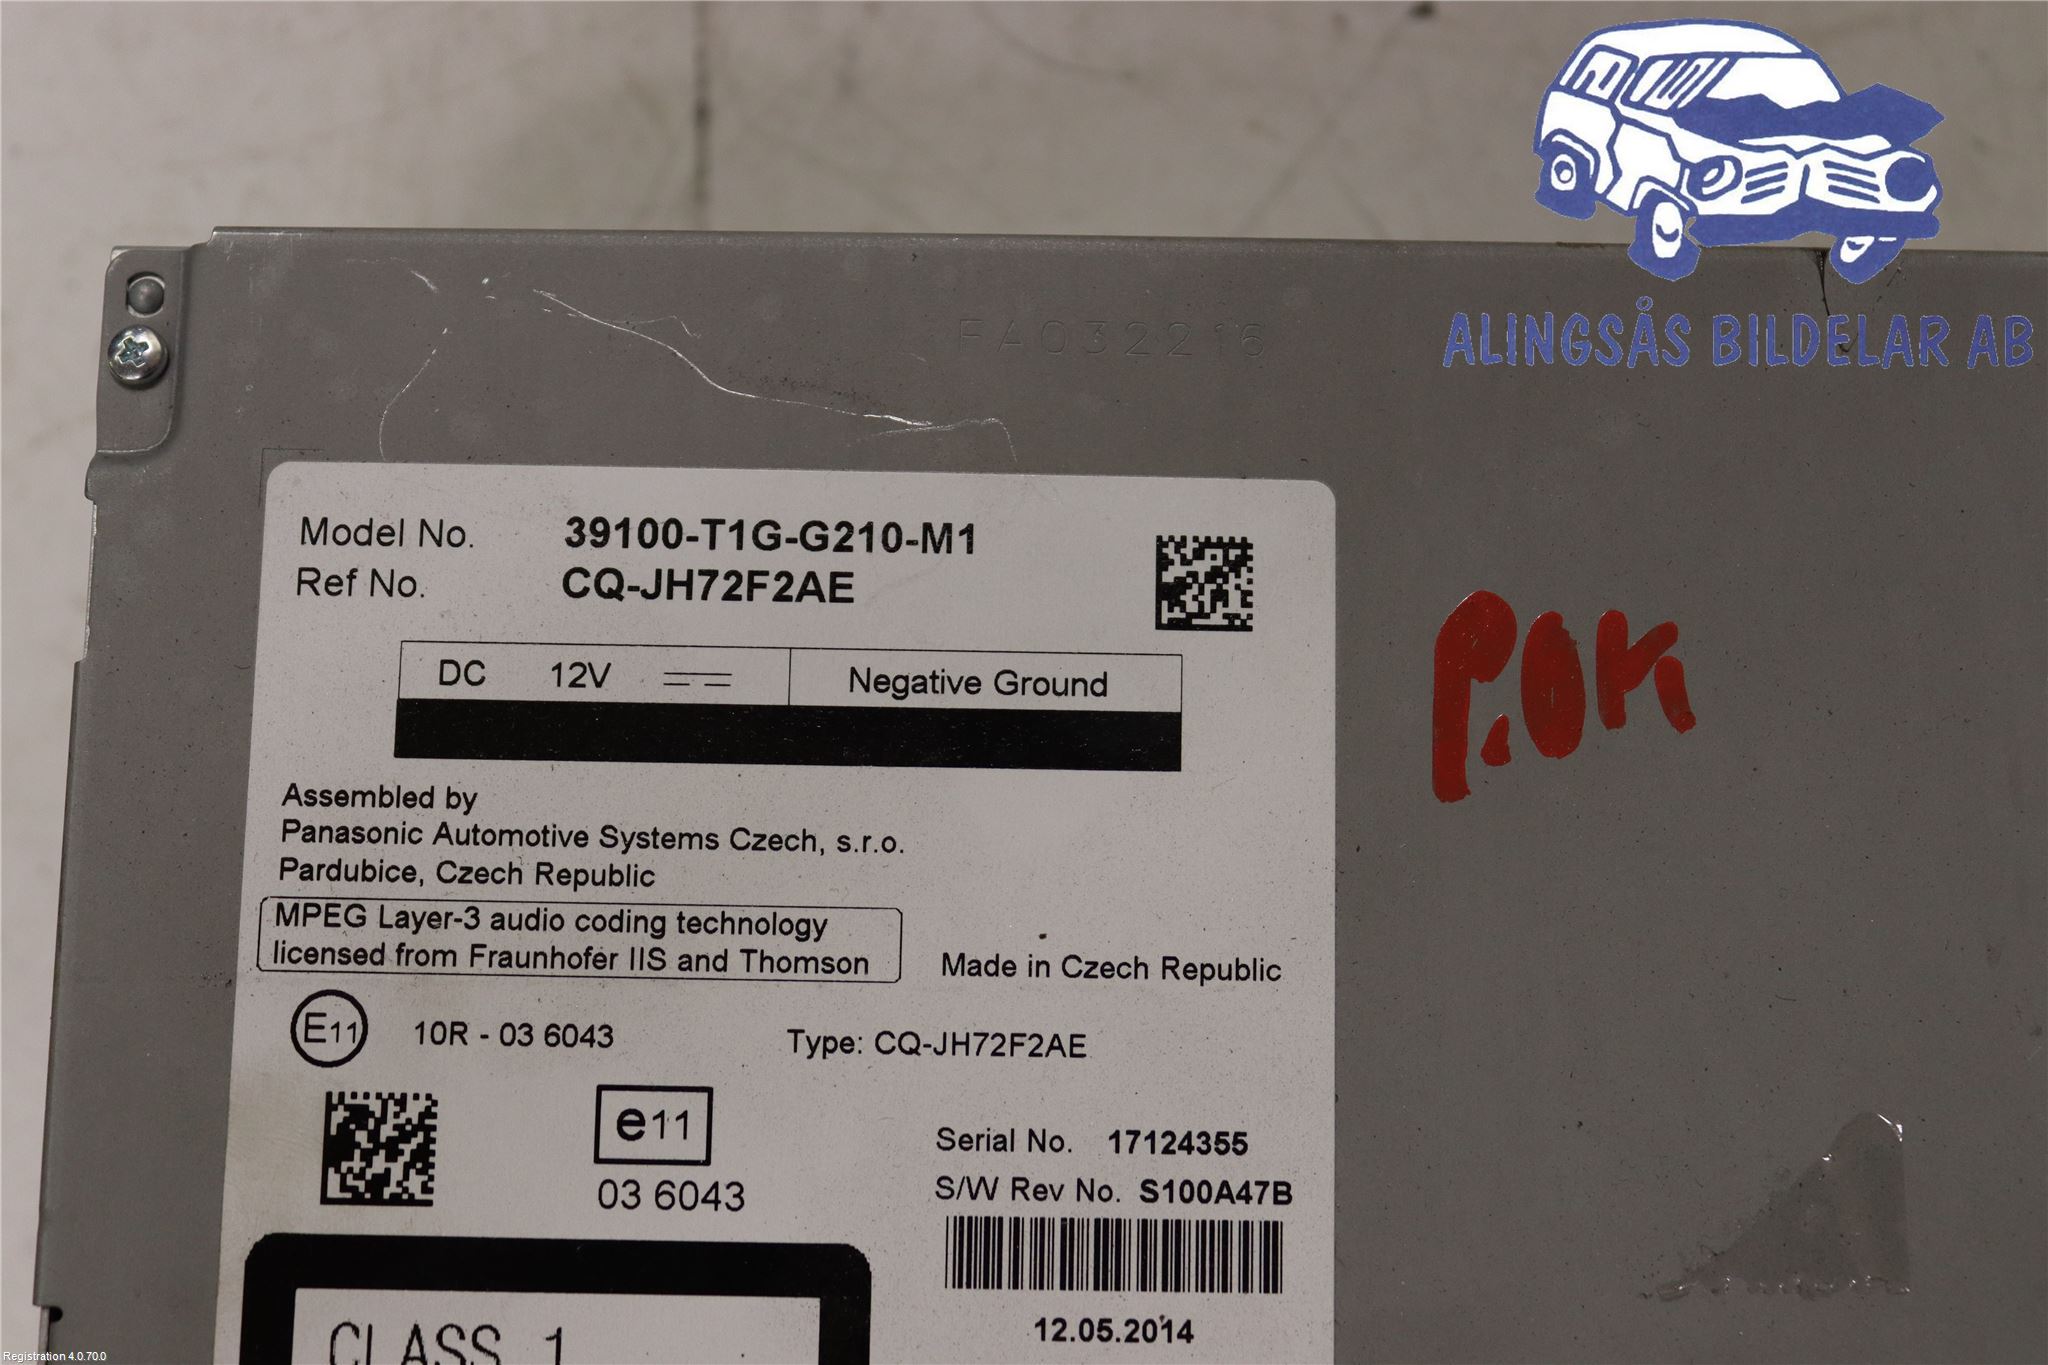 ALINGSÅS BILDELAR AB
FA032216
Model No. 39100-T1G-G210-M1
Ref No. CQ-JH72F2AE
DC 12V Negative Ground
P.OK
Assembled by
Panasonic Automotive Systems Czech, s.r.o.
Pardubice, Czech Republic
MPEG Layer-3 audio coding technology
licensed from Fraunhofer IIS and Thomson
Made in Czech Republic
E11 10R - 03 6043 Type: CQ-JH72F2AE
e11
03 6043
Serial No. 17124355
S/W Rev No. S100A47B
12.05.2014
CLASS 1
Registration 4.0.70.0